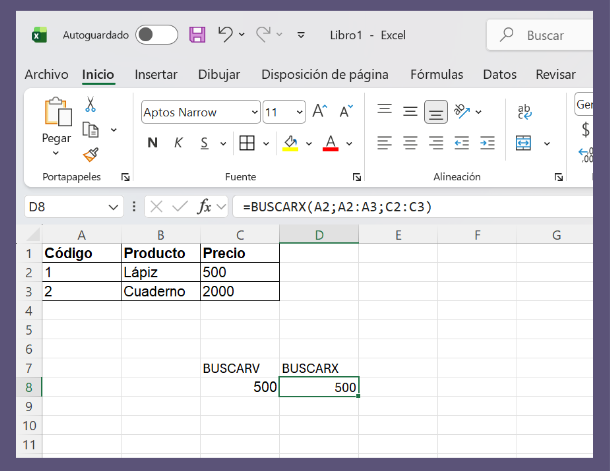 Autoguardado Libro1 - Excel Buscar
Archivo Inicio Insertar Dibujar Disposición de página Fórmulas Datos Revisar
Pegar Aptos Narrow 11 A A ab Ger
N K S A $
Portapapeles Fuente Alineación
D8 fx =BUSCARX(A2;A2:A3;C2:C3)
A B C D E F G
1 Código Producto Precio
2 1 Lápiz 500
3 2 Cuaderno 2000
4
5
6
7 BUSCARV BUSCARX
8 500 500
9
10
11